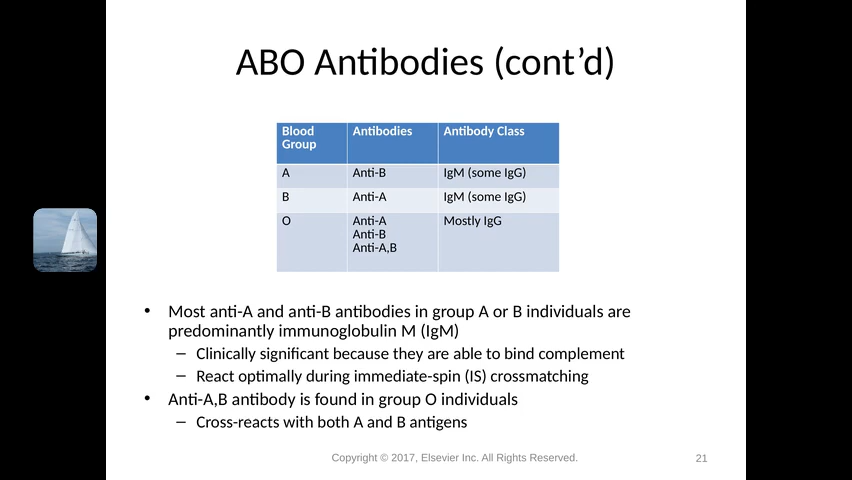 ABO Antibodies (cont’d)
Blood Group Antibodies Antibody Class
A Anti-B IgM (some IgG)
B Anti-A IgM (some IgG)
O Anti-A Mostly IgG
Anti-B
Anti-A,B
• Most anti-A and anti-B antibodies in group A or B individuals are
predominantly immunoglobulin M (IgM)
– Clinically significant because they are able to bind complement
– React optimally during immediate-spin (IS) crossmatching
• Anti-A,B antibody is found in group O individuals
– Cross-reacts with both A and B antigens
Copyright © 2017, Elsevier Inc. All Rights Reserved.
21